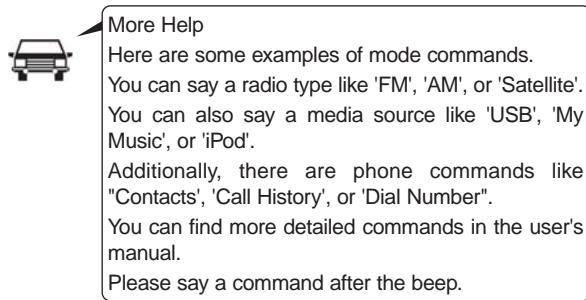 More Help
Here are some examples of mode commands.
You can say a radio type like 'FM', 'AM', or 'Satellite'.
You can also say a media source like 'USB', 'My
Music', or 'iPod'.
Additionally, there are phone commands like
"Contacts', 'Call History', or 'Dial Number".
You can find more detailed commands in the user's
manual.
Please say a command after the beep.